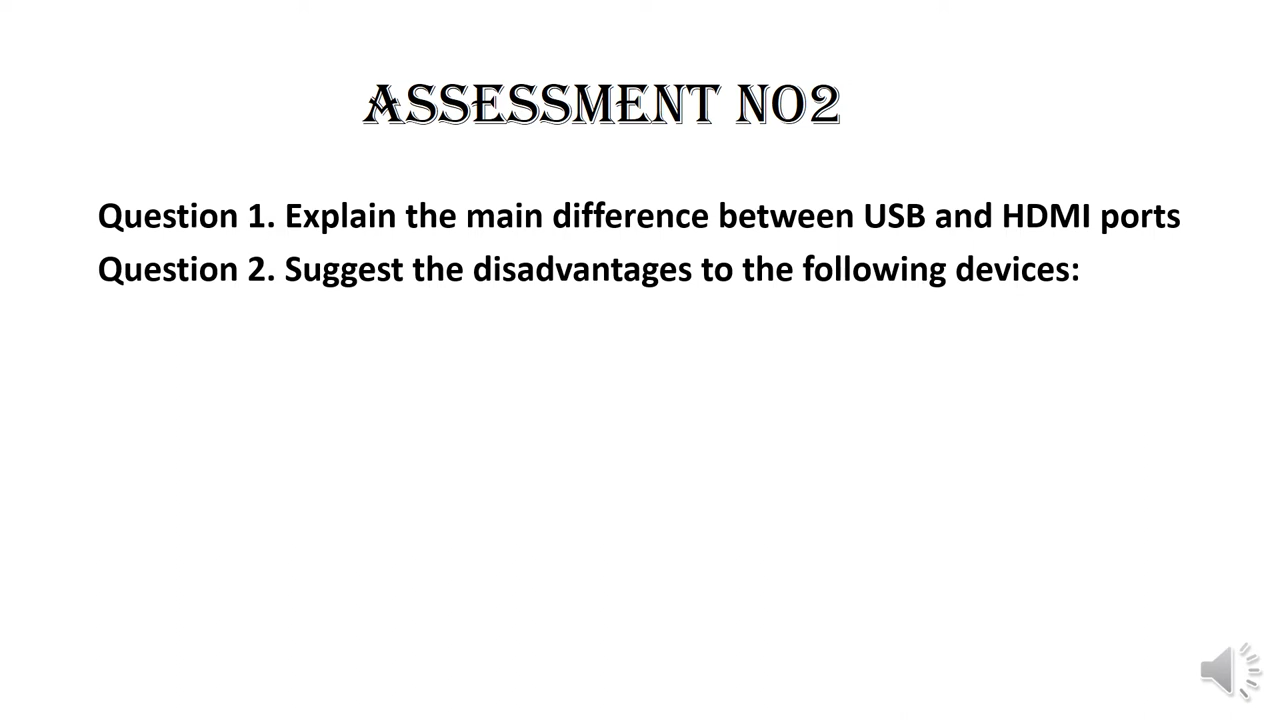 ASSESSMENT NO2
Question 1. Explain the main difference between USB and HDMI ports
Question 2. Suggest the disadvantages to the following devices: